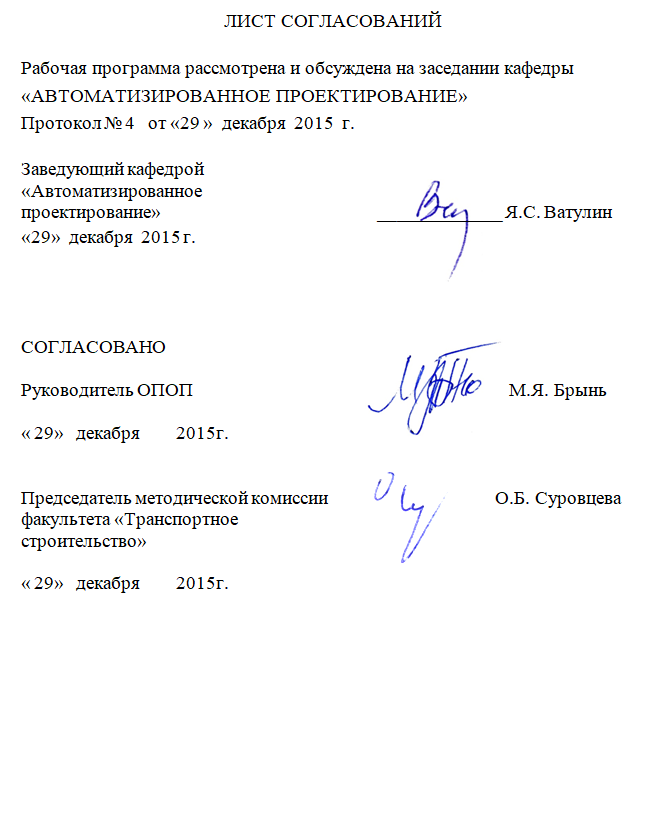 ЛИСТ СОГЛАСОВАНИЙ
Рабочая программа рассмотрена и обсуждена на заседании кафедры
«АВТОМАТИЗИРОВАННОЕ ПРОЕКТИРОВАНИЕ»
Протокол № 4 от «29 » декабря 2015 г.
Заведующий кафедрой
«Автоматизированное
проектирование» ______________ Я.С. Ватулин
«29» декабря 2015 г.
СОГЛАСОВАНО
Руководитель ОПОП М.Я. Брынь
« 29» декабря 2015г.
Председатель методической комиссии О.Б. Суровцева
факультета «Транспортное
строительство»
« 29» декабря 2015г.